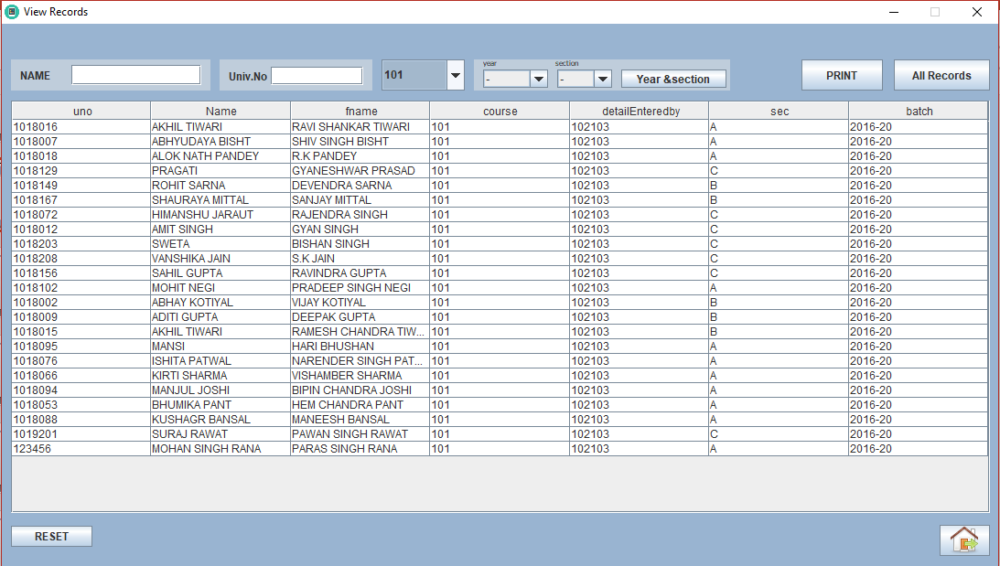 View Records
year section
NAME Univ.No 101 - - Year &section PRINT All Records
uno Name fname course detailEnteredby sec batch
1018016 AKHIL TIWARI RAVI SHANKAR TIWARI 101 102103 A 2016-20
1018007 ABHYUDAYA BISHT SHIV SINGH BISHT 101 102103 A 2016-20
1018018 ALOK NATH PANDEY R.K PANDEY 101 102103 A 2016-20
1018129 PRAGATI GYANESHWAR PRASAD 101 102103 C 2016-20
1018149 ROHIT SARNA DEVENDRA SARNA 101 102103 B 2016-20
1018167 SHAURAYA MITTAL SANJAY MITTAL 101 102103 B 2016-20
1018072 HIMANSHU JARAUT RAJENDRA SINGH 101 102103 C 2016-20
1018012 AMIT SINGH GYAN SINGH 101 102103 C 2016-20
1018203 SWETA BISHAN SINGH 101 102103 C 2016-20
1018208 VANSHIKA JAIN S.K JAIN 101 102103 C 2016-20
1018156 SAHIL GUPTA RAVINDRA GUPTA 101 102103 C 2016-20
1018102 MOHIT NEGI PRADEEP SINGH NEGI 101 102103 A 2016-20
1018002 ABHAY KOTIYAL VIJAY KOTIYAL 101 102103 B 2016-20
1018009 ADITI GUPTA DEEPAK GUPTA 101 102103 B 2016-20
1018015 AKHIL TIWARI RAMESH CHANDRA TIW... 101 102103 B 2016-20
1018095 MANSI HARI BHUSHAN 101 102103 A 2016-20
1018076 ISHITA PATWAL NARENDER SINGH PAT... 101 102103 A 2016-20
1018066 KIRTI SHARMA VISHAMBER SHARMA 101 102103 A 2016-20
1018094 MANJUL JOSHI BIPIN CHANDRA JOSHI 101 102103 A 2016-20
1018053 BHUMIKA PANT HEM CHANDRA PANT 101 102103 A 2016-20
1018088 KUSHAGR BANSAL MANEESH BANSAL 101 102103 A 2016-20
1019201 SURAJ RAWAT PAWAN SINGH RAWAT 101 102103 C 2016-20
123456 MOHAN SINGH RANA PARAS SINGH RANA 101 102103 A 2016-20
RESET